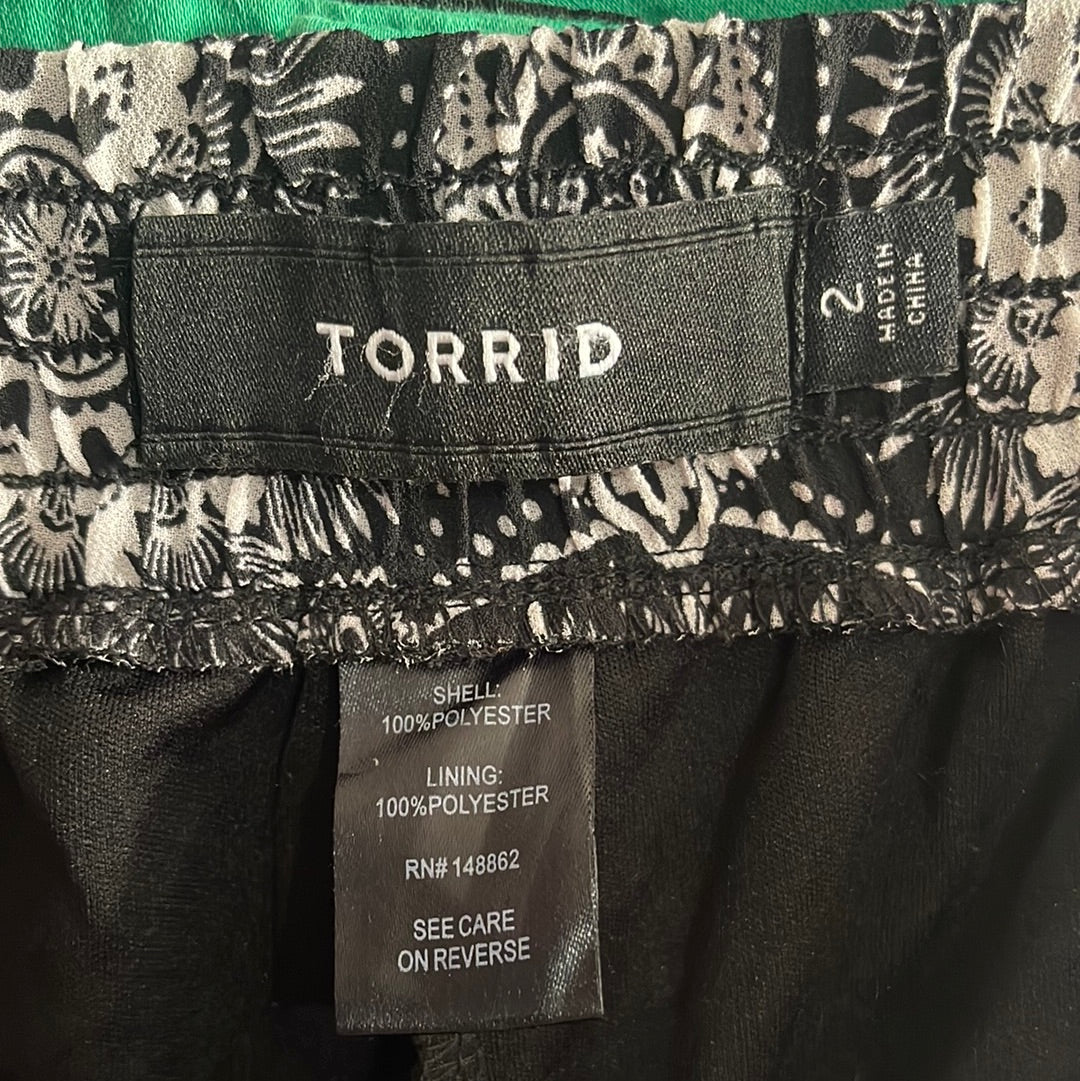 TORRID
2
MADE IN
CHINA
SHELL:
100%POLYESTER
LINING:
100%POLYESTER
RN# 148862
SEE CARE
ON REVERSE